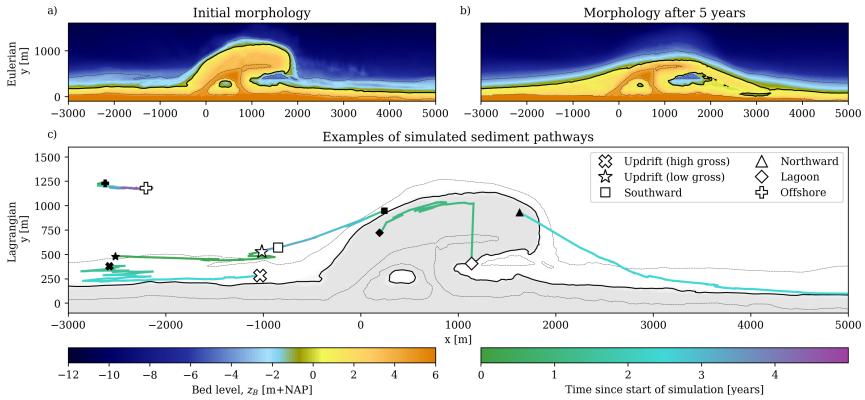 a) Initial morphology
b) Morphology after 5 years
Eulerian
y [m]
1000
0
−3000 −2000 −1000 0 1000 2000 3000 4000 5000
−3000 −2000 −1000 0 1000 2000 3000 4000 5000
c) Examples of simulated sediment pathways
Lagrangian
y [m]
1500
1250
1000
750
500
250
0
Updrift (high gross)
Updrift (low gross)
Southward
Northward
Lagoon
Offshore
−3000 −2000 −1000 0 1000 2000 3000 4000 5000
x [m]
−12 −10 −8 −6 −4 −2 0 2 4 6
Bed level, zB [m+NAP]
0 1 2 3 4
Time since start of simulation [years]